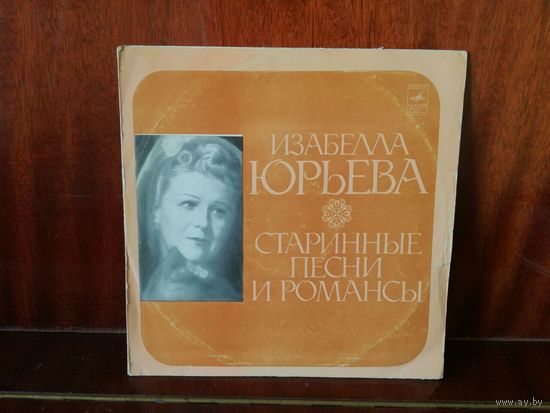 ИЗАБЕЛЛА
ЮРЬЕВА
СТАРИННЫЕ
ПЕСНИ
И РОМАНСЫ
www.ay.by